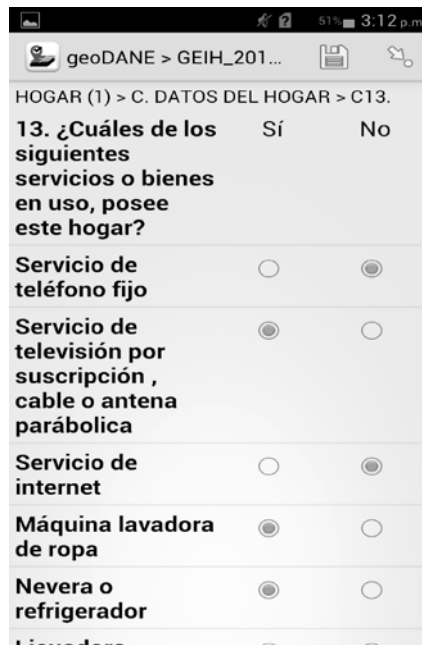 51% 3:12 p.m
geoDANE > GEIH_201...
HOGAR (1) > C. DATOS DEL HOGAR > C13.
13. ¿Cuáles de los Sí No
siguientes
servicios o bienes
en uso, posee
este hogar?
Servicio de
teléfono fijo
Servicio de
televisión por
suscripción ,
cable o antena
parábolica
Servicio de
internet
Máquina lavadora
de ropa
Nevera o
refrigerador